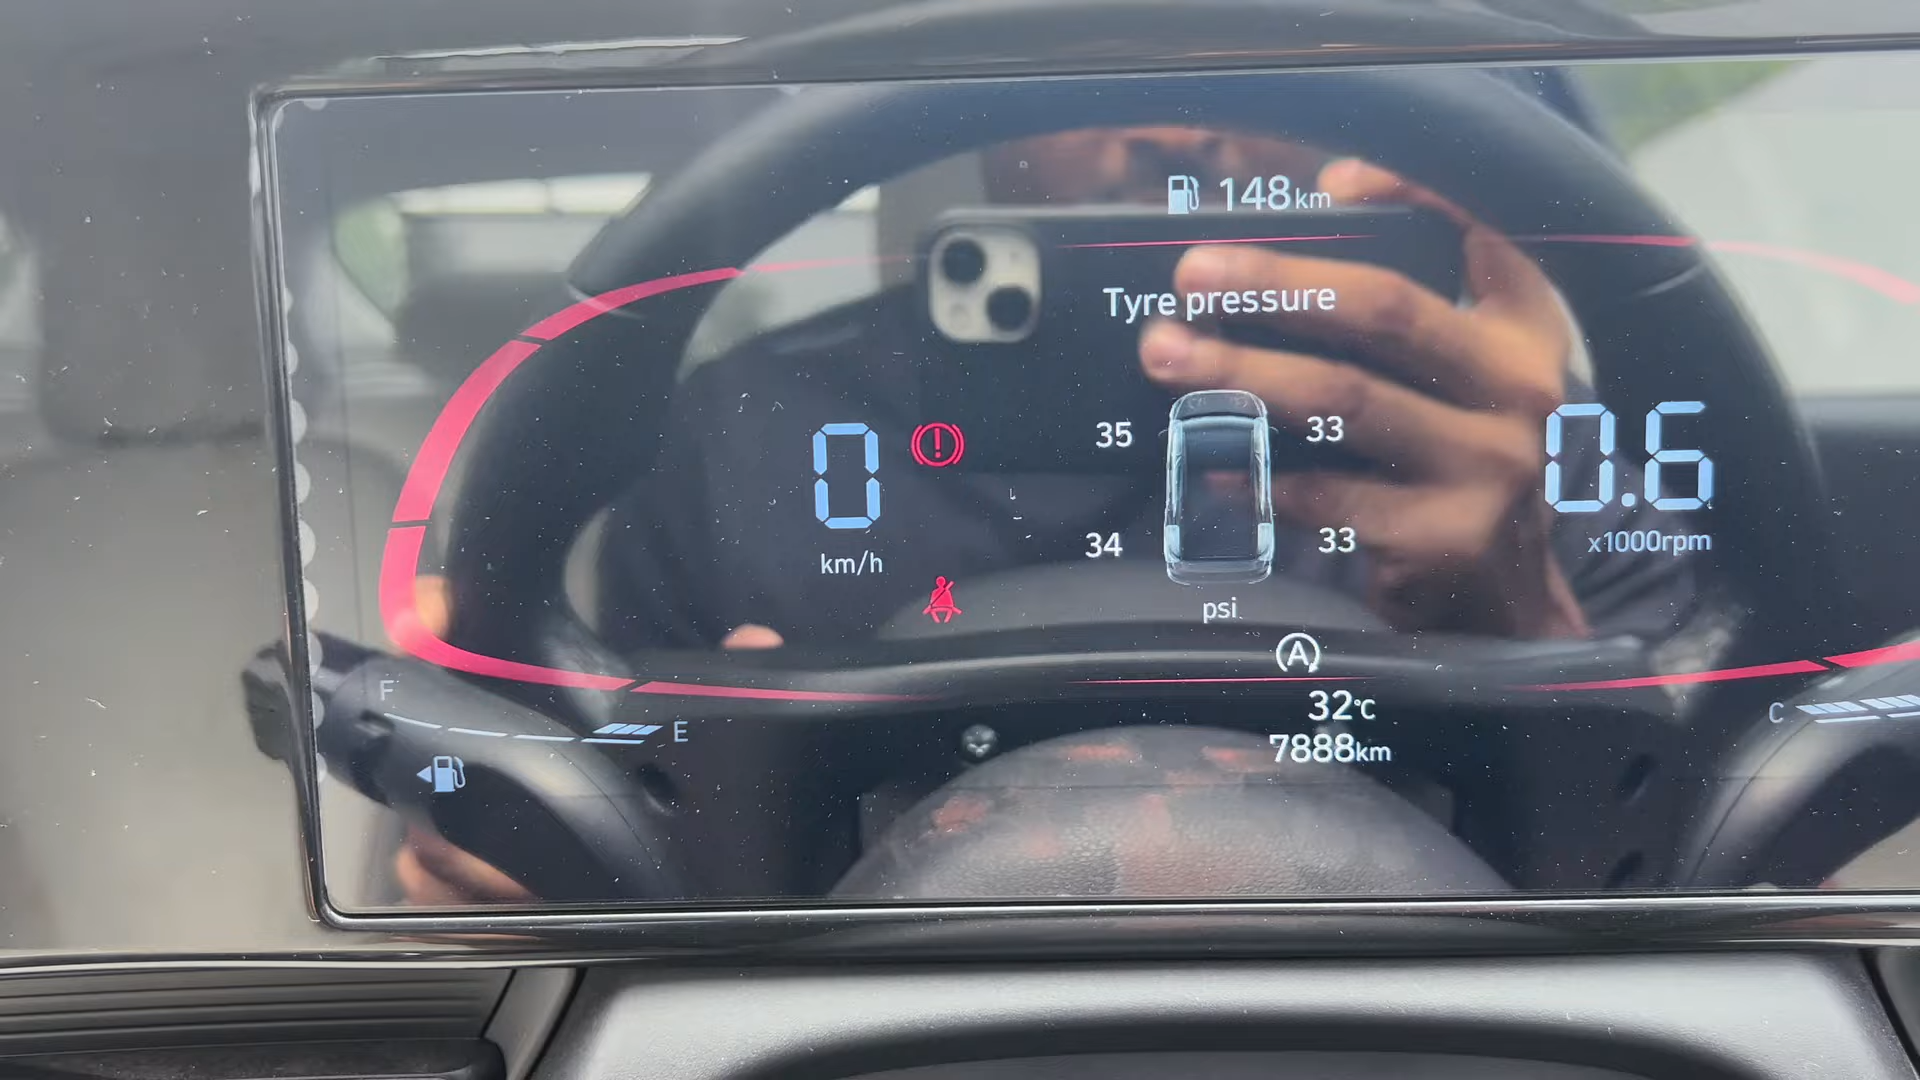 148km
Tyre pressure
35 33
0 0.6
km/h
34 33
x1000rpm
psi
A
32°C
7888km
F E
C